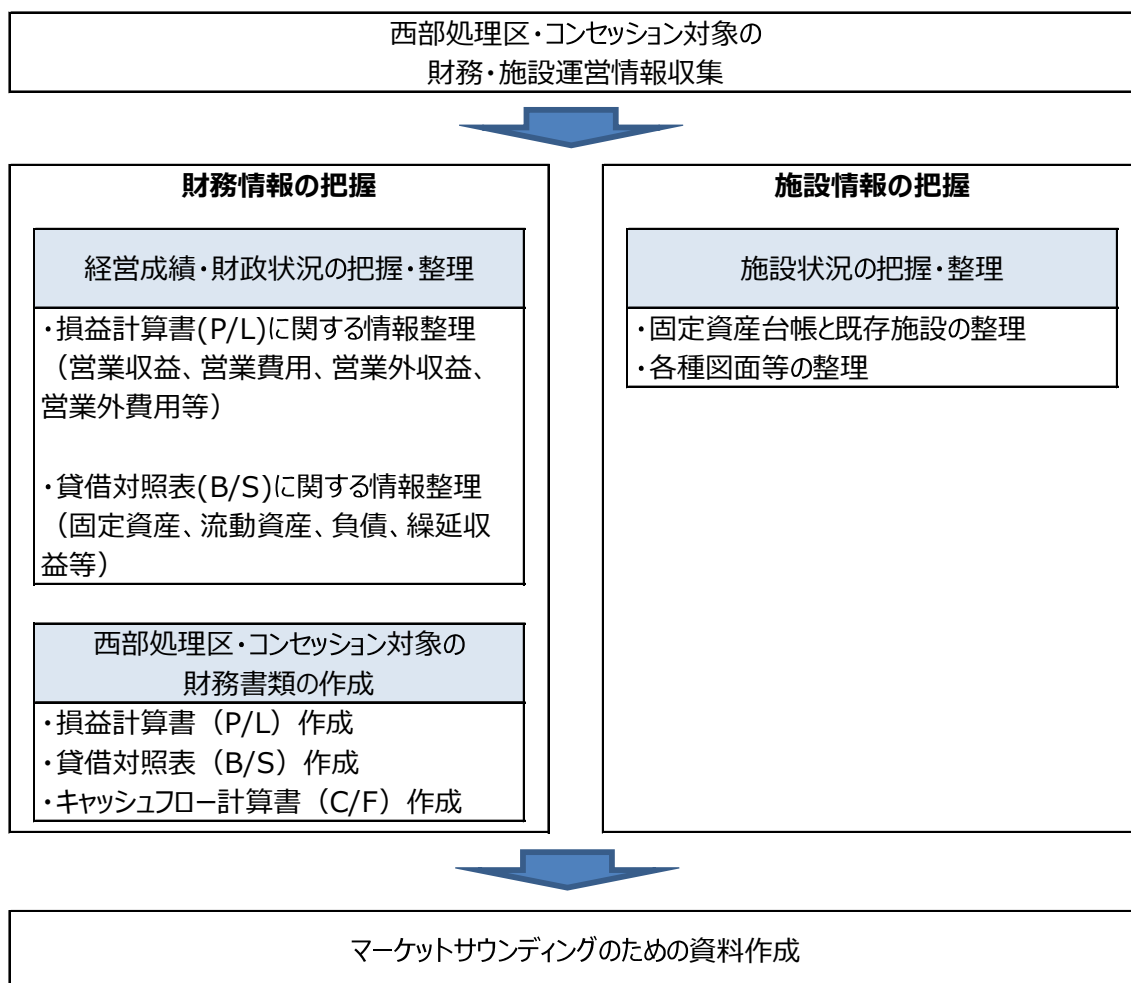 西部処理区・コンセッション対象の
財務・施設運営情報収集
財務情報の把握
経営成績・財政状況の把握・整理
・損益計算書(P/L)に関する情報整理
（営業収益、営業費用、営業外収益、
営業外費用等）
・貸借対照表(B/S)に関する情報整理
（固定資産、流動資産、負債、繰延収
益等）
西部処理区・コンセッション対象の
財務書類の作成
・損益計算書（P/L）作成
・貸借対照表（B/S）作成
・キャッシュフロー計算書（C/F）作成
施設情報の把握
施設状況の把握・整理
・固定資産台帳と既存施設の整理
・各種図面等の整理
マーケットサウンディングのための資料作成